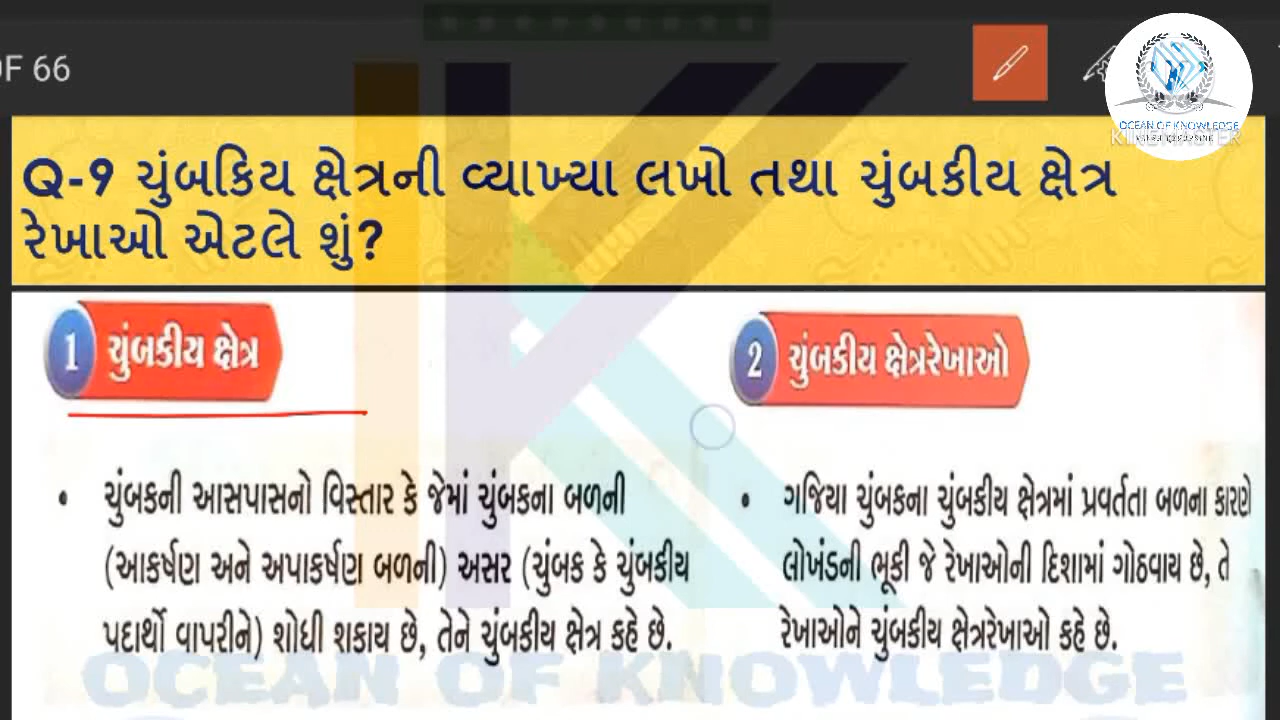 OF 66
OCEAN OF KNOWLEDGE
KINEMASTER
Q-9 ચુંબકિય ક્ષેત્રની વ્યાખ્યા લખો તથા ચુંબકીય ક્ષેત્ર
રેખાઓ એટલે શું?
1 ચુંબકીય ક્ષેત્ર
• ચુંબકની આસપાસનો વિસ્તાર કે જેમાં ચુંબકના બળની
(આકર્ષણ અને અપાકર્ષણ બળની) અસર (ચુંબક કે ચુંબકીય
પદાર્થો વાપરીને) શોધી શકાય છે, તેને ચુંબકીય ક્ષેત્ર કહે છે.
2 ચુંબકીય ક્ષેત્રરેખાઓ
• ગજિયા ચુંબકના ચુંબકીય ક્ષેત્રમાં પ્રવર્તતા બળના કારણે
લોખંડની ભૂકી જે રેખાઓની દિશામાં ગોઠવાય છે, તે
રેખાઓને ચુંબકીય ક્ષેત્રરેખાઓ કહે છે.
OCEAN OF KNOWLEDGE